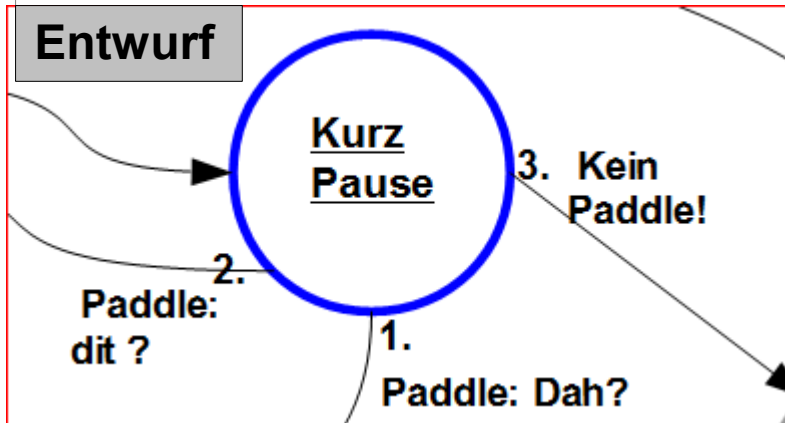 Entwurf
Kurz
Pause
3. Kein
Paddle!
2.
Paddle:
dit ?
1.
Paddle: Dah?